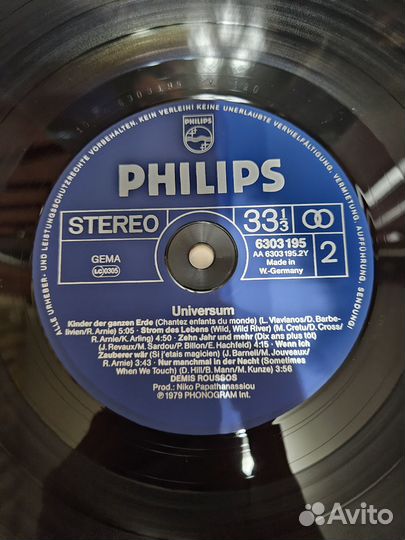 6303195
ALLE URHEBER- UND LEISTUNGSSCHUTZRECHTE VORBEHALTEN. KEIN VERLEIH! KEINE UNERLAUBTE VERVIELFÄLTIGUNG, VERMIETUNG, AUFFÜHRUNG, SENDUNG!
PHILIPS
PHILIPS
STEREO
33 1/3
GEMA
LC 0305
6303195
AA 6303 195.2Y
Made in
W.-Germany
2
Universum
Kinder der ganzen Erde (Chantez enfants du monde) (L. Vlavianos/D. Barbe-
livien/R. Arnie) 5:05 · Strom des Lebens (Wild, Wild River) (M. Cretu/D. Cross/
R. Arnie/K. Arling) 4:50 · Zehn Jahr und mehr (Dix ans plus tôt)
(J. Revaux/M. Sardou/P. Billon/E. Hachfeld) 4:15 · Wenn ich
Zauberer wär (Si j'etais magicien) (J. Barnell/M. Jouveaux/
R. Arnie) 3:43 · Nur manchmal in der Nacht (Sometimes
When We Touch) (D. Hill/B. Mann/M. Kunze) 3:56
DEMIS ROUSSOS
Prod.: Niko Papathanassiou
℗ 1979 PHONOGRAM Int.
Avito